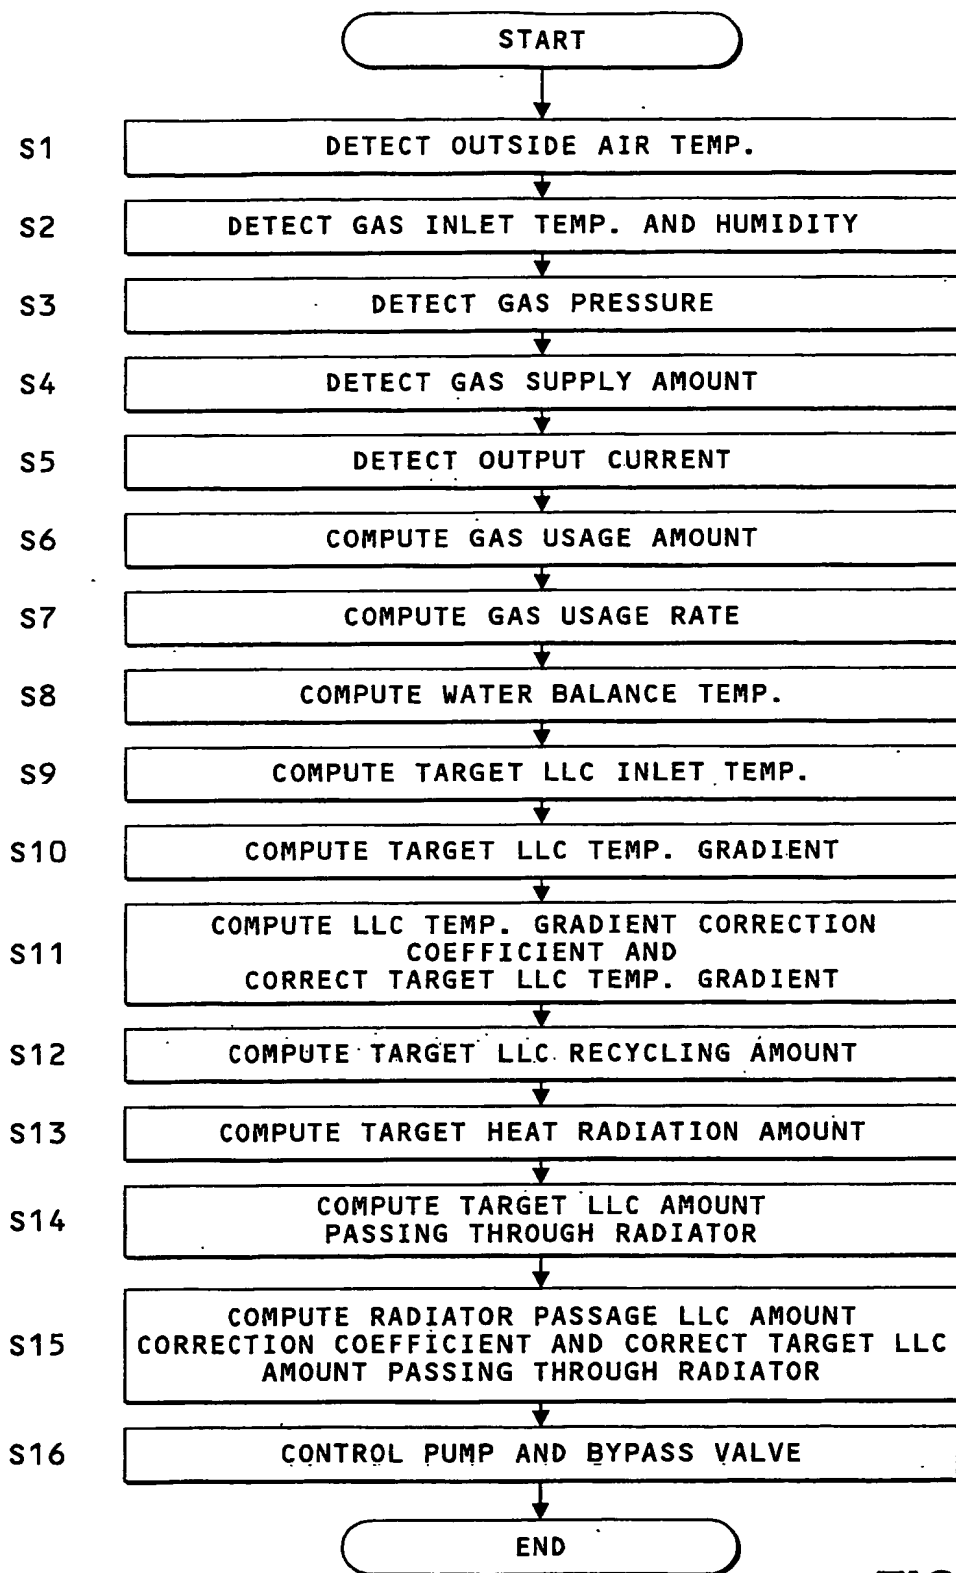 START
S1 DETECT OUTSIDE AIR TEMP.
S2 DETECT GAS INLET TEMP. AND HUMIDITY
S3 DETECT GAS PRESSURE
S4 DETECT GAS SUPPLY AMOUNT
S5 DETECT OUTPUT CURRENT
S6 COMPUTE GAS USAGE AMOUNT
S7 COMPUTE GAS USAGE RATE
S8 COMPUTE WATER BALANCE TEMP.
S9 COMPUTE TARGET LLC INLET TEMP.
S10 COMPUTE TARGET LLC TEMP. GRADIENT
COMPUTE LLC TEMP. GRADIENT CORRECTION
S11 COEFFICIENT AND
CORRECT TARGET LLC TEMP. GRADIENT
S12 COMPUTE TARGET LLC RECYCLING AMOUNT
S13 COMPUTE TARGET HEAT RADIATION AMOUNT
S14 COMPUTE TARGET LLC AMOUNT
PASSING THROUGH RADIATOR
COMPUTE RADIATOR PASSAGE LLC AMOUNT
S15 CORRECTION COEFFICIENT AND CORRECT TARGET LLC
AMOUNT PASSING THROUGH RADIATOR
S16 CONTROL PUMP AND BYPASS VALVE
END